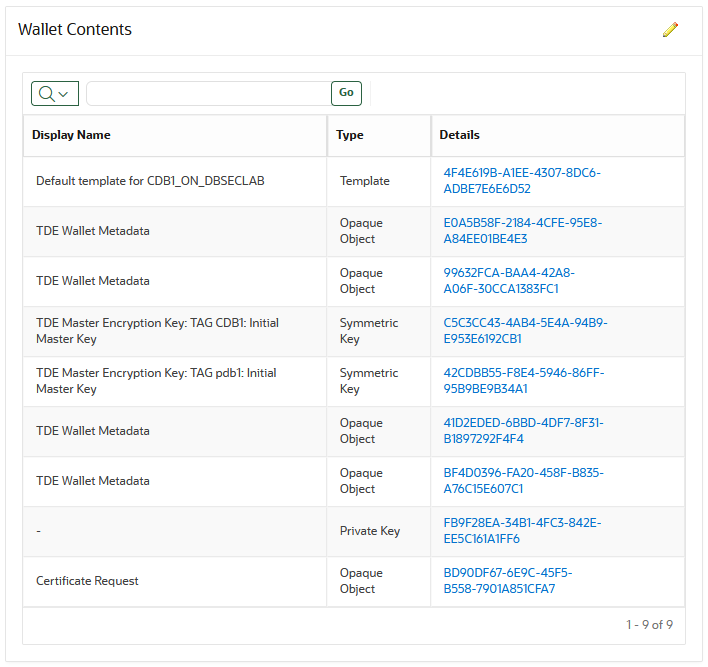 Wallet Contents
Go
Display Name Type Details
Default template for CDB1_ON_DBSECLAB Template 4F4E619B-A1EE-4307-8DC6-
ADBE7E6E6D52
TDE Wallet Metadata Opaque Object E0A5B58F-2184-4CFE-95E8-
A84EE01BE4E3
TDE Wallet Metadata Opaque Object 99632FCA-BAA4-42A8-
A06F-30CCA1383FC1
TDE Master Encryption Key: TAG CDB1: Initial Symmetric C5C3CC43-4AB4-5E4A-94B9-
Master Key Key E953E6192CB1
TDE Master Encryption Key: TAG pdb1: Initial Symmetric 42CDBB55-F8E4-5946-86FF-
Master Key Key 95B9BE9B34A1
TDE Wallet Metadata Opaque Object 41D2EDED-6BBD-4DF7-8F31-
B1897292F4F4
TDE Wallet Metadata Opaque Object BF4D0396-FA20-458F-B835-
A76C15E607C1
- Private Key FB9F28EA-34B1-4FC3-842E-
EE5C161A1FF6
Certificate Request Opaque Object BD90DF67-6E9C-45F5-
B558-7901A851CFA7
1 - 9 of 9